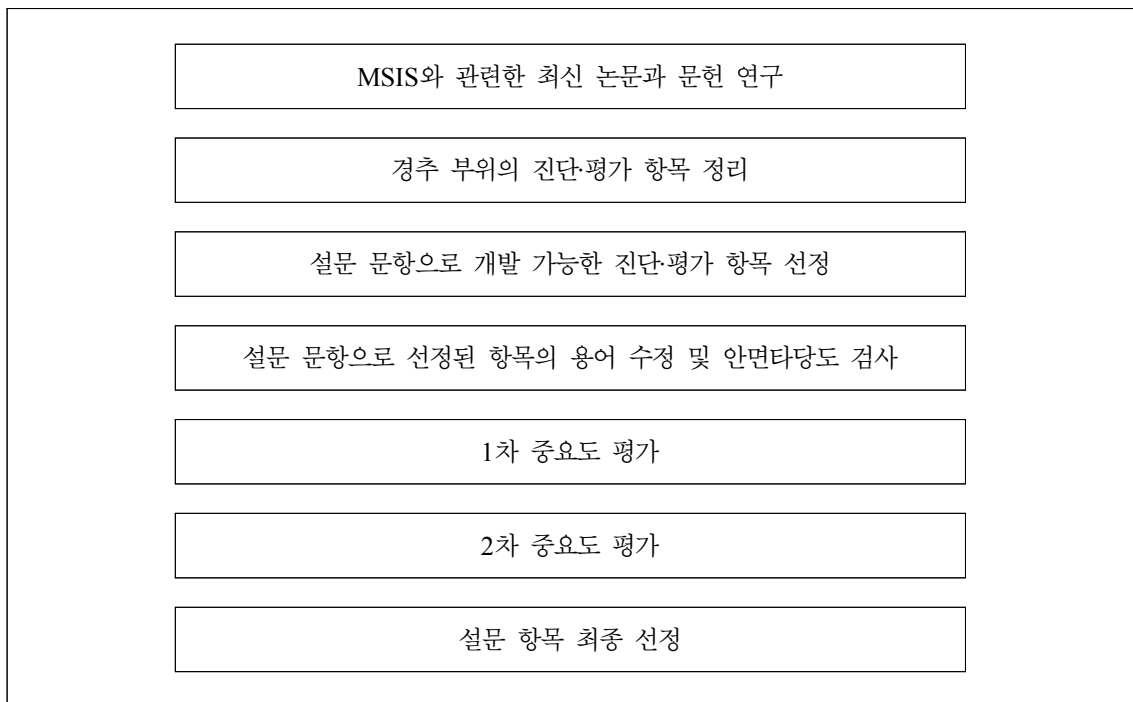 MSIS와 관련한 최신 논문과 문헌 연구
경추 부위의 진단·평가 항목 정리
설문 문항으로 개발 가능한 진단·평가 항목 선정
설문 문항으로 선정된 항목의 용어 수정 및 안면타당도 검사
1차 중요도 평가
2차 중요도 평가
설문 항목 최종 선정